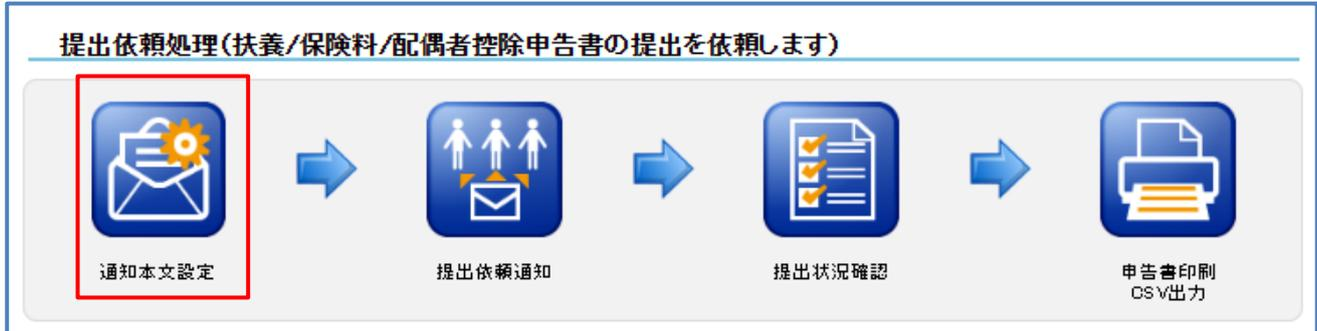 提出依頼処理(扶養/保険料/配偶者控除申告書の提出を依頼します)
通知本文設定
提出依頼通知
提出状況確認
申告書印刷
CSV出力